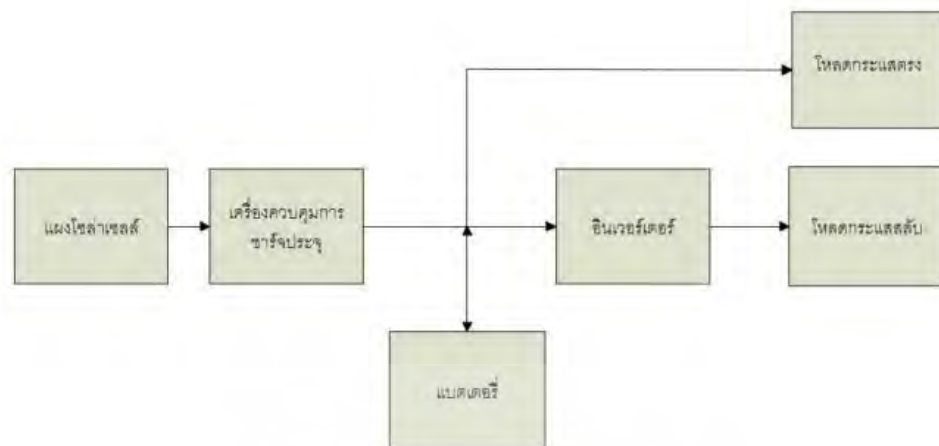 โหลดกระแสตรง
แผงโซล่าเซลล์
เครื่องควบคุมการ
ชาร์จประจุ
อินเวอร์เตอร์
โหลดกระแสสลับ
แบตเตอรี่